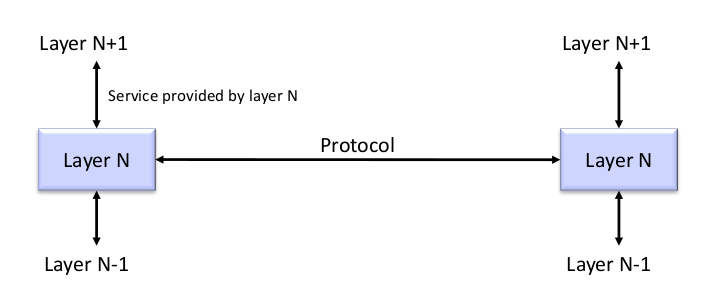 Layer N+1
Layer N+1
Service provided by layer N
Protocol
Layer N
Layer N
Layer N-1
Layer N-1